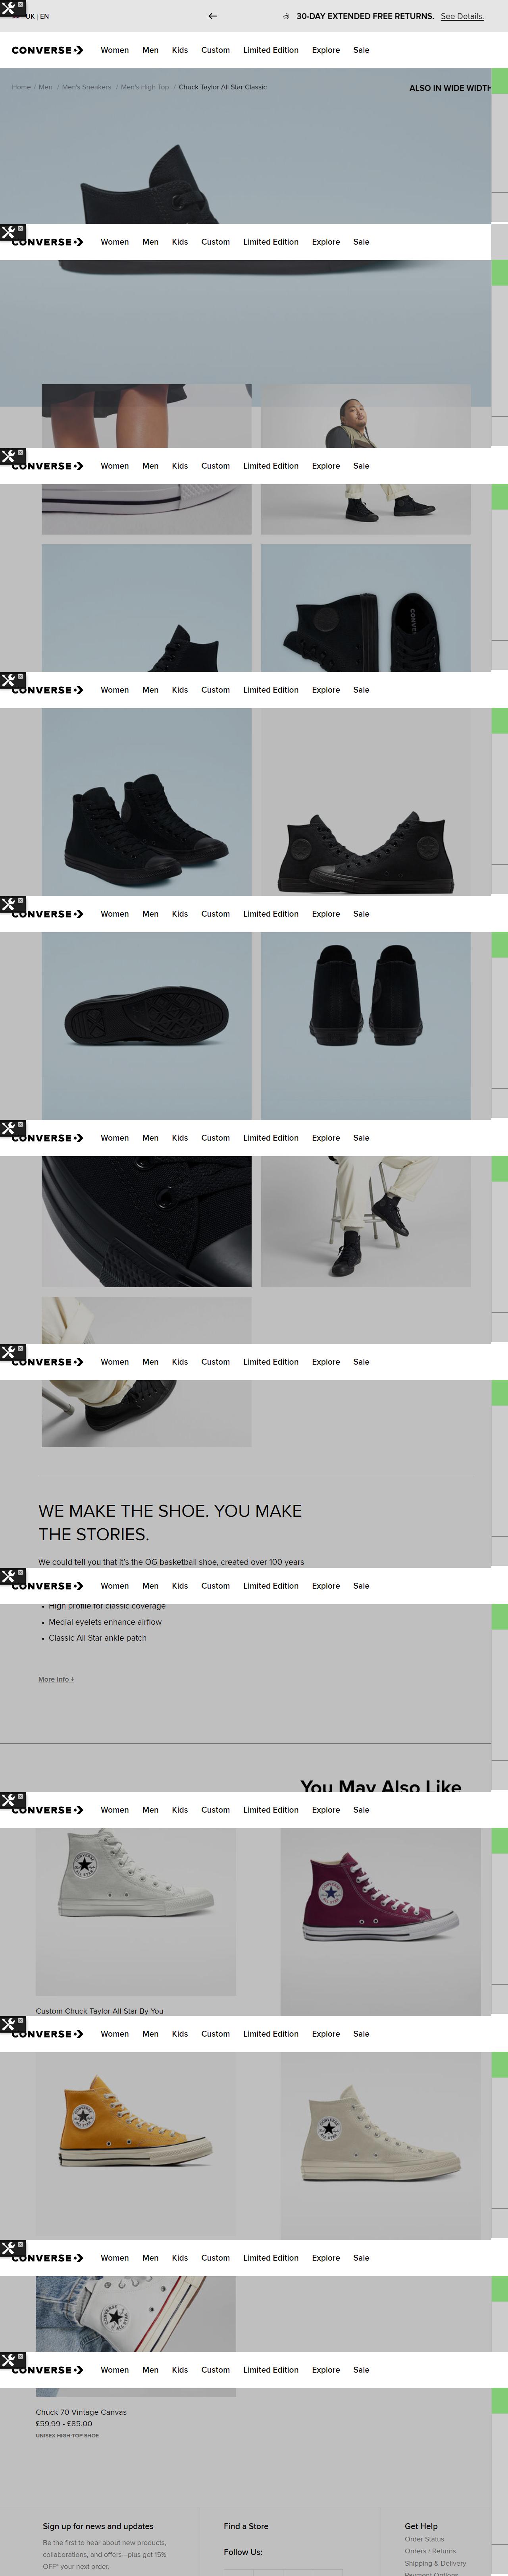 UK | EN
30-DAY EXTENDED FREE RETURNS. See Details.
CONVERSE Women Men Kids Custom Limited Edition Explore Sale
Home / Men / Men's Sneakers / Men's High Top / Chuck Taylor All Star Classic
ALSO IN WIDE WIDTH
CONVERSE Women Men Kids Custom Limited Edition Explore Sale
CONVERSE Women Men Kids Custom Limited Edition Explore Sale
CONVERSE Women Men Kids Custom Limited Edition Explore Sale
CONVERSE Women Men Kids Custom Limited Edition Explore Sale
CONVERSE Women Men Kids Custom Limited Edition Explore Sale
CONVERSE Women Men Kids Custom Limited Edition Explore Sale
WE MAKE THE SHOE. YOU MAKE
THE STORIES.
We could tell you that it's the OG basketball shoe, created over 100 years
CONVERSE Women Men Kids Custom Limited Edition Explore Sale
• High profile for classic coverage
• Medial eyelets enhance airflow
• Classic All Star ankle patch
More Info +
You May Also Like
CONVERSE Women Men Kids Custom Limited Edition Explore Sale
Custom Chuck Taylor All Star By You
CONVERSE Women Men Kids Custom Limited Edition Explore Sale
CONVERSE Women Men Kids Custom Limited Edition Explore Sale
CONVERSE Women Men Kids Custom Limited Edition Explore Sale
Chuck 70 Vintage Canvas
£59.99 - £85.00
UNISEX HIGH-TOP SHOE
Sign up for news and updates
Be the first to hear about new products,
collaborations, and offers—plus get 15%
OFF* your next order.
Find a Store
Follow Us:
Get Help
Order Status
Orders / Returns
Shipping & Delivery
Payment Options